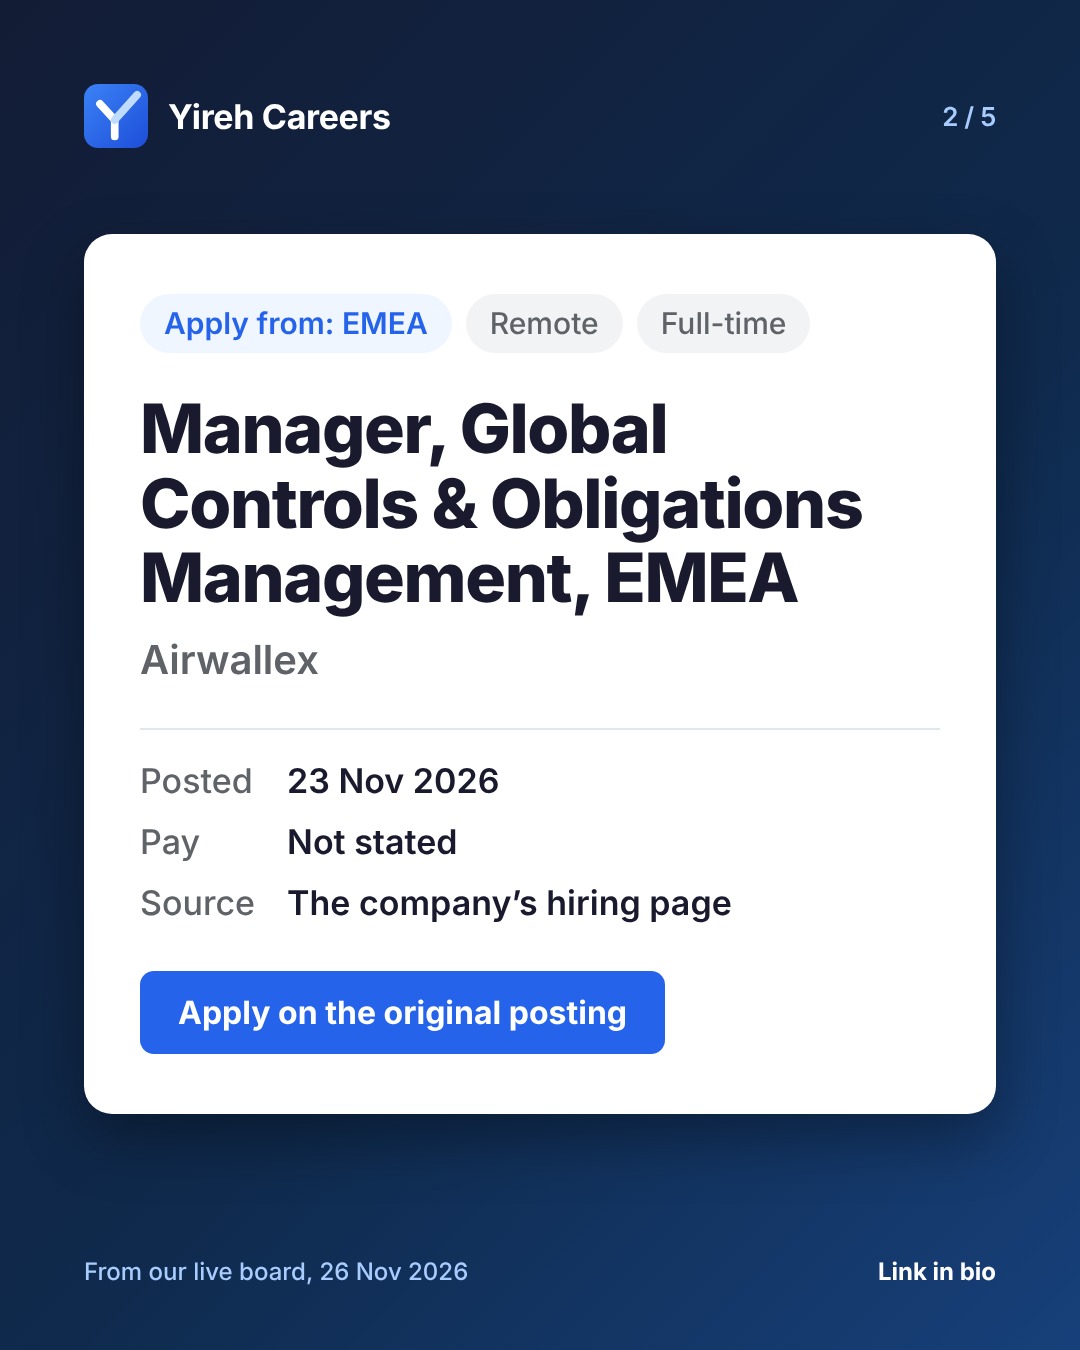 Yireh Careers
2 / 5
Apply from: EMEA
Remote
Full-time
Manager, Global
Controls & Obligations
Management, EMEA
Airwallex
Posted 23 Nov 2026
Pay Not stated
Source The company’s hiring page
Apply on the original posting
From our live board, 26 Nov 2026
Link in bio